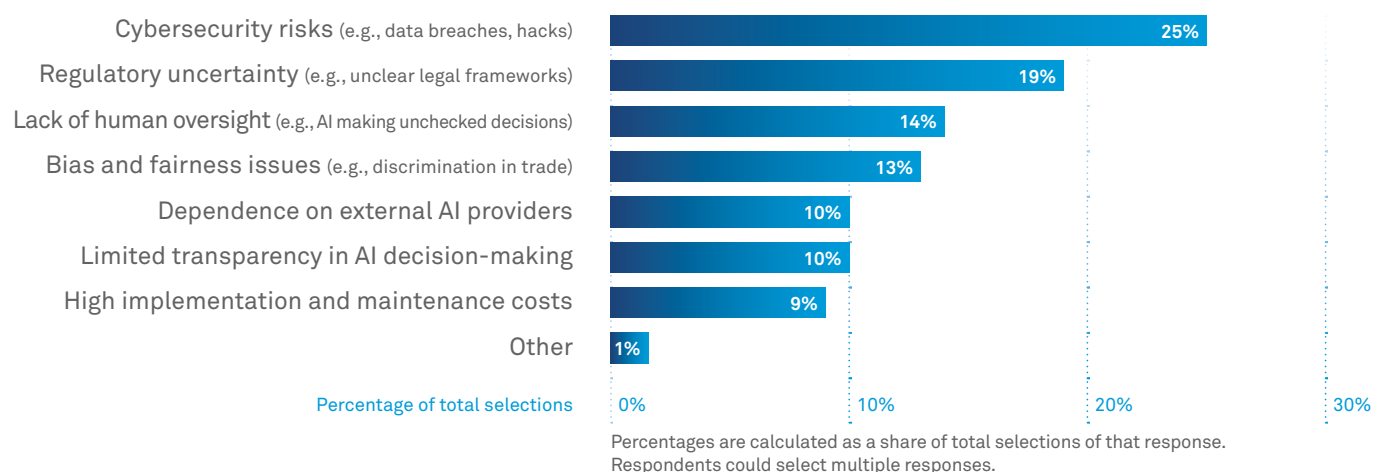 Cybersecurity risks (e.g., data breaches, hacks) 25%
Regulatory uncertainty (e.g., unclear legal frameworks) 19%
Lack of human oversight (e.g., AI making unchecked decisions) 14%
Bias and fairness issues (e.g., discrimination in trade) 13%
Dependence on external AI providers 10%
Limited transparency in AI decision-making 10%
High implementation and maintenance costs 9%
Other 1%
Percentage of total selections 0% 10% 20% 30%
Percentages are calculated as a share of total selections of that response.
Respondents could select multiple responses.